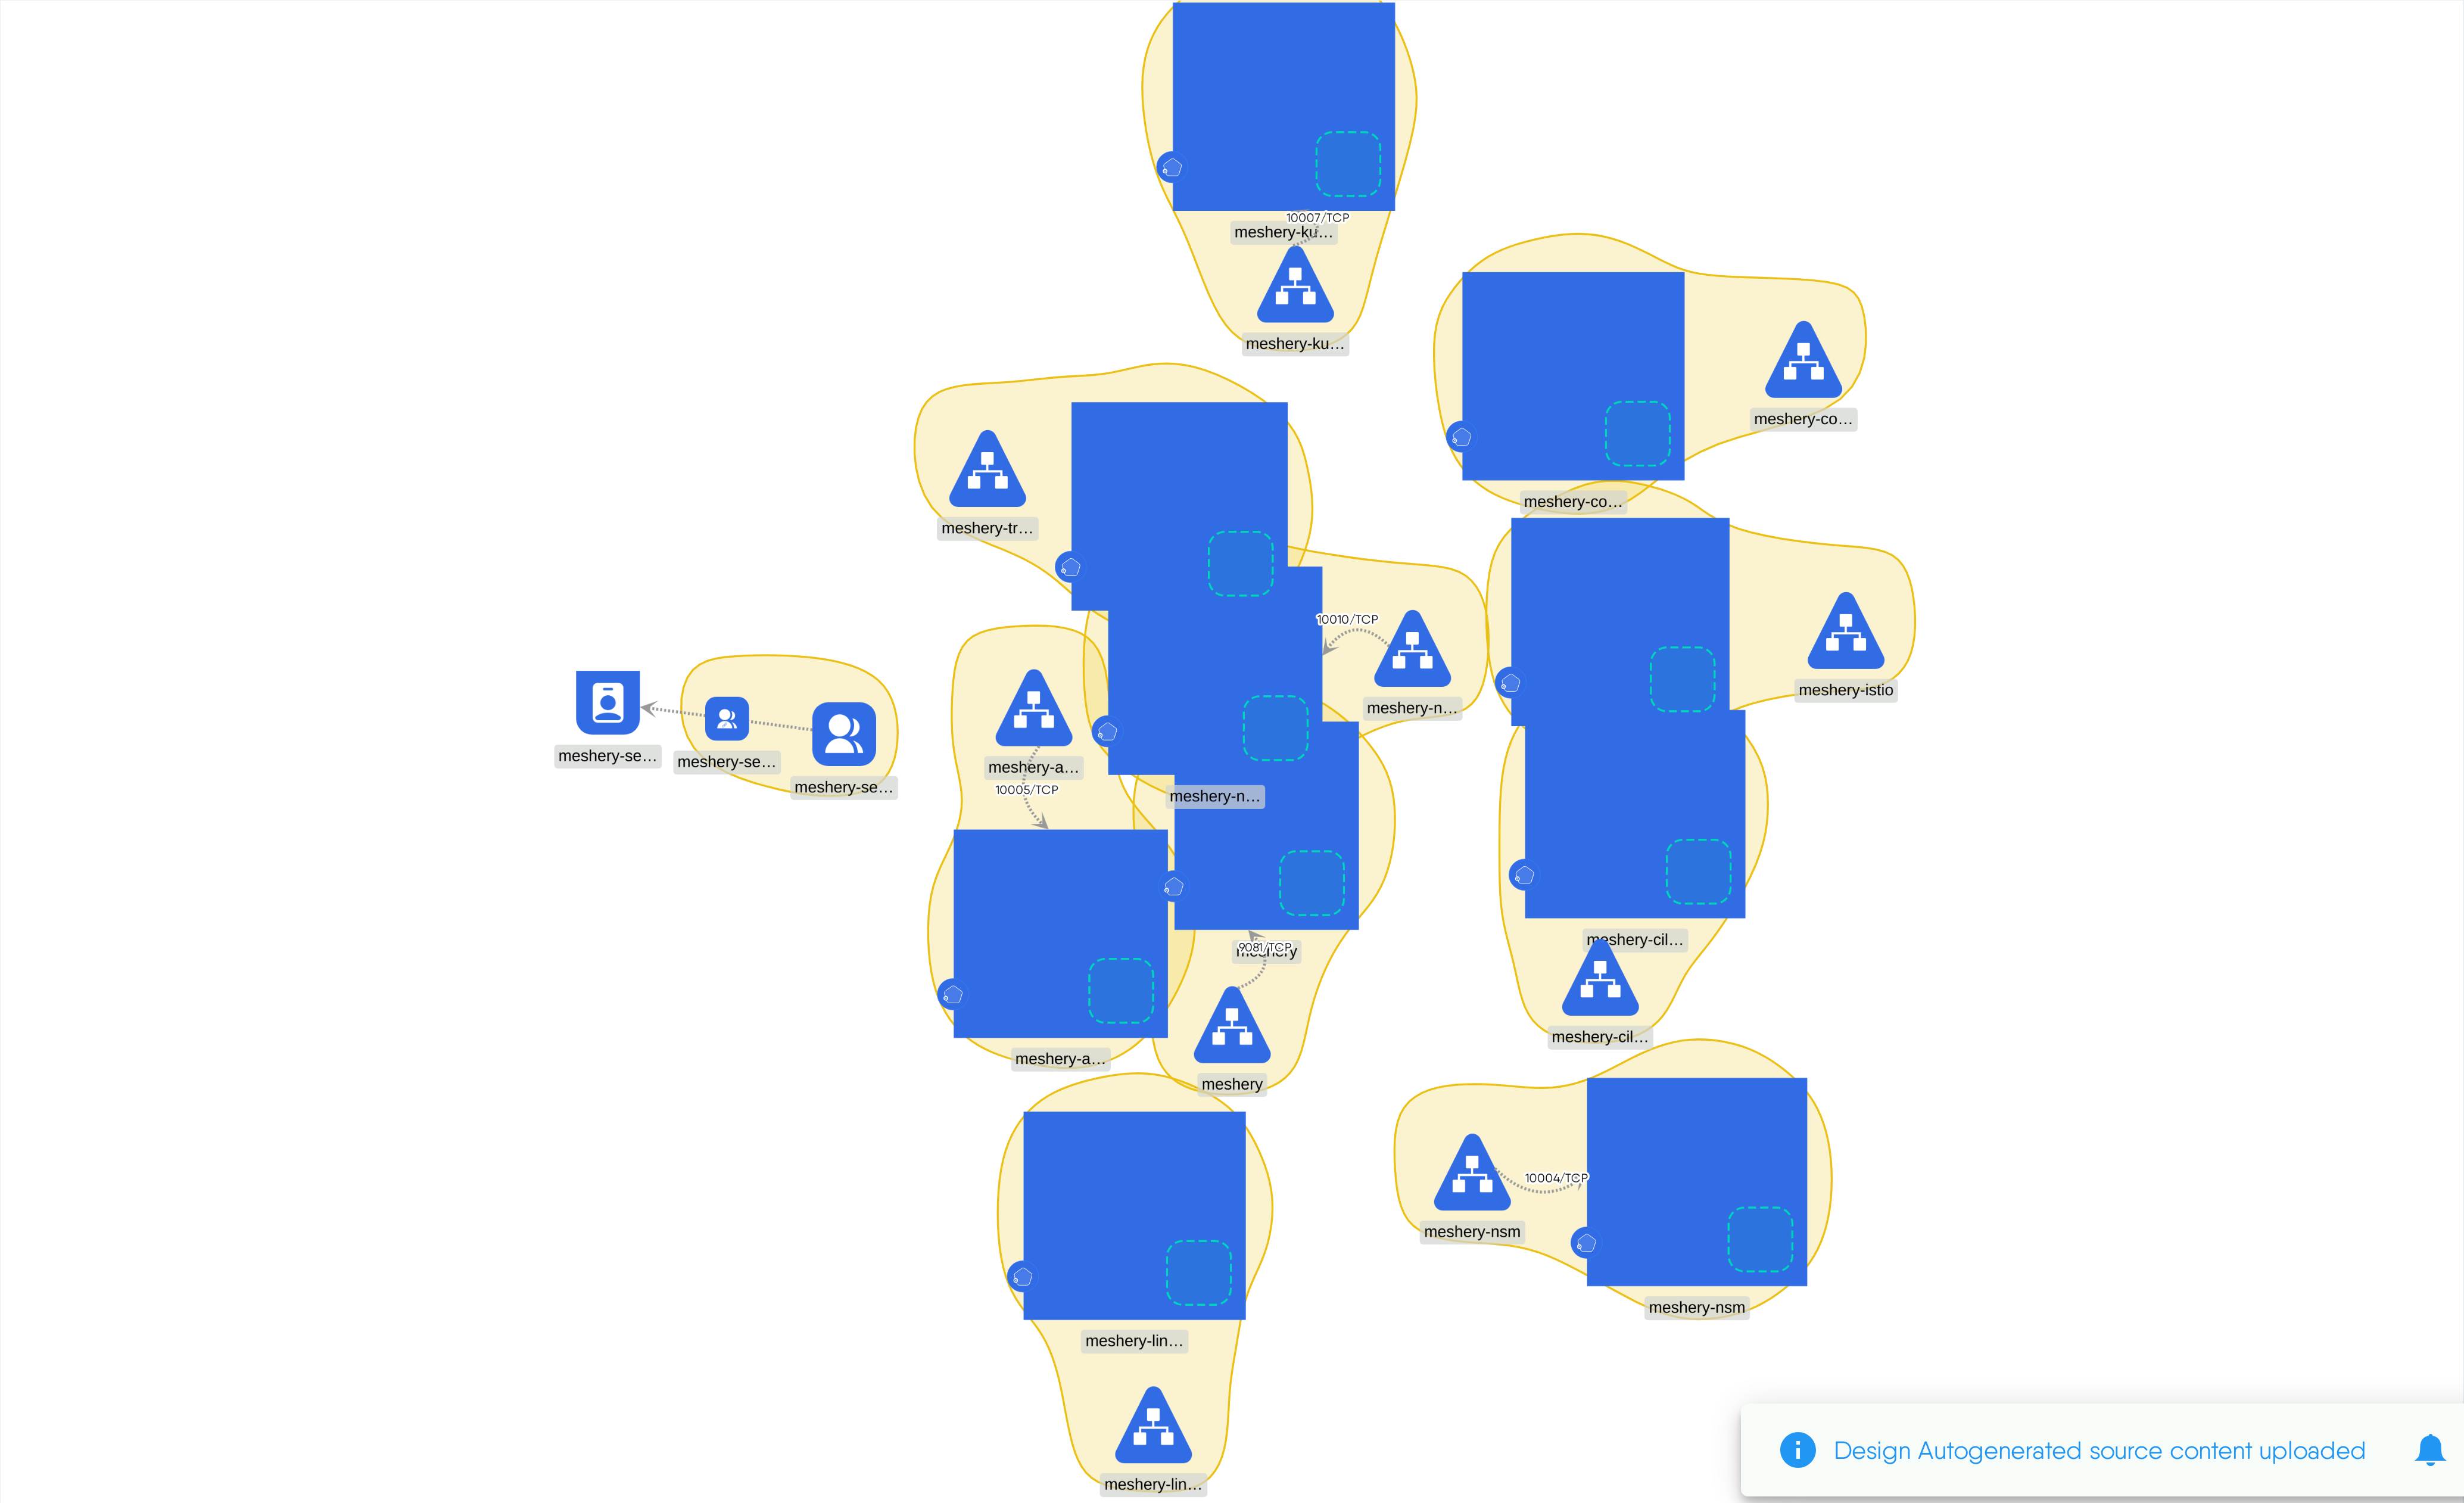 10007/TCP
meshery-ku…
meshery-ku…
meshery-co…
meshery-co…
meshery-tr…
10010/TCP
meshery-n…
meshery-istio
meshery-se…
meshery-se…
meshery-se…
meshery-a…
10005/TCP
meshery-n…
meshery-cil…
9081/TCP
meshery
meshery-cil…
meshery-a…
meshery
10004/TCP
meshery-nsm
meshery-nsm
meshery-lin…
Design Autogenerated source content uploaded
meshery-lin…